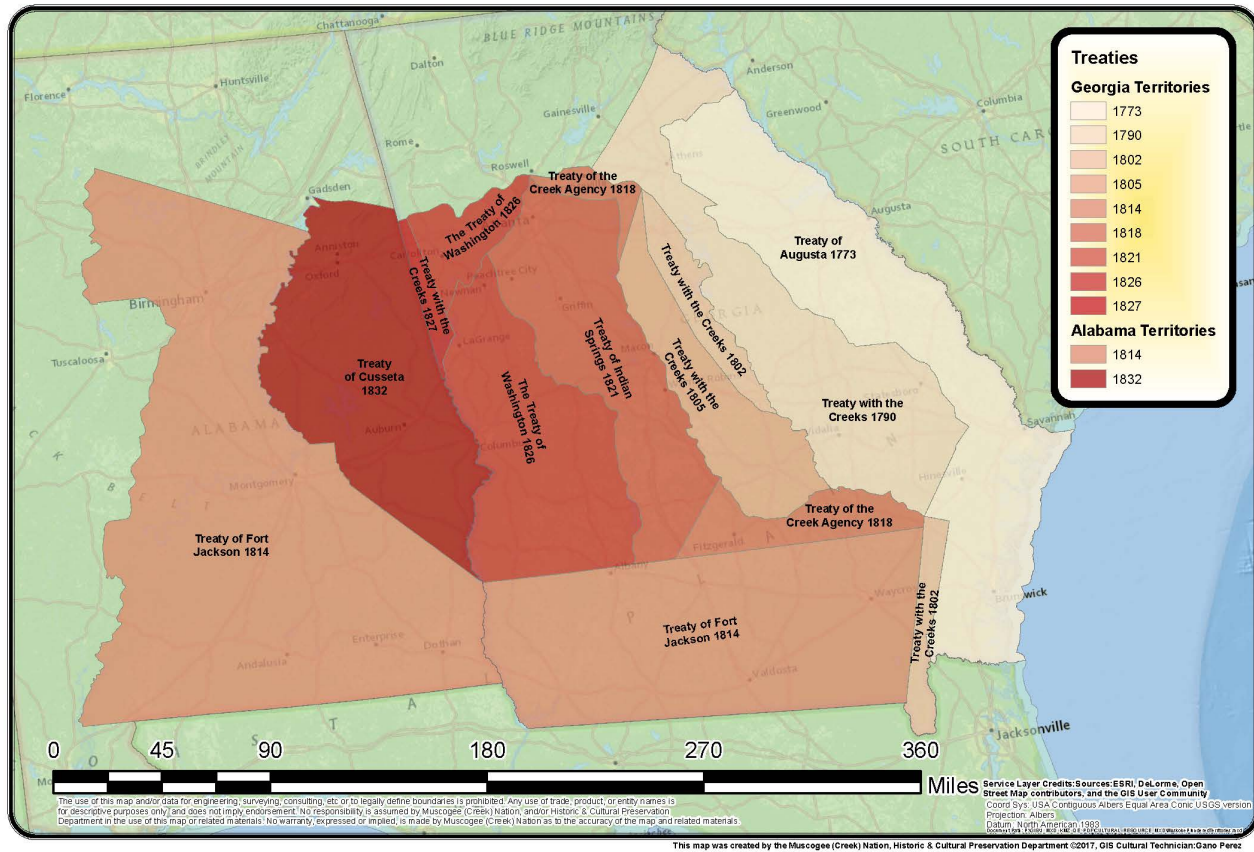 Chattanooga
BLUE RIDGE MOUNTAINS
Dalton
Anderson
Huntsville
Florence
Greenwood
Columbia
Gainesville
SOUTH CARO
Rome
Roswell
Athens
Gadsden
Augusta
Treaty of the
Creek Agency 1818
The Treaty of
Washington 1826
Treaty of
Augusta 1773
Anniston
Oxford
Carrollton
Peachtree City
Newnan
Griffin
GEORGIA
Birmingham
Tuscaloosa
LaGrange
Macon
Treaty with the
Creeks 1827
Treaty with the Creeks 1802
Treaty of Indian
Springs 1821
Treaty with the
Creeks 1805
Treaty
of Cusseta
1832
The Treaty of
Washington 1826
Treaty with the
Creeks 1790
Savannah
ALABAMA
Auburn
Vidalia
Hinesville
Montgomery
Treaty of the
Creek Agency 1818
Treaty of Fort
Jackson 1814
Fitzgerald
Albany
Waycross
Brunswick
Treaty with the
Creeks 1802
Treaty of Fort
Jackson 1814
Enterprise
Dothan
Andalusia
Valdosta
Jacksonville
Treaties
Georgia Territories
1773
1790
1802
1805
1814
1818
1821
1826
1827
Alabama Territories
1814
1832
0 45 90 180 270 360
Miles
The use of this map and/or data for engineering, surveying, consulting, etc or to legally define boundaries is prohibited. Any use of trade, product, or entity names is
for descriptive purposes only, and does not imply endorsement. No responsibility is assumed by Muscogee (Creek) Nation, and/or Historic & Cultural Preservation
Department in the use of this map or related materials. No warranty, expressed or implied, is made by Muscogee (Creek) Nation as to the accuracy of the map and related materials.
Service Layer Credits:Sources:ESRI, DeLorme, Open
Street Map contributors, and the GIS User Community
Coord Sys: USA Contiguous Albers Equal Area Conic USGS version
Projection: Albers
Datum: North American 1983
This map was created by the Muscogee (Creek) Nation, Historic & Cultural Preservation Department ©2017, GIS Cultural Technician:Gano Perez